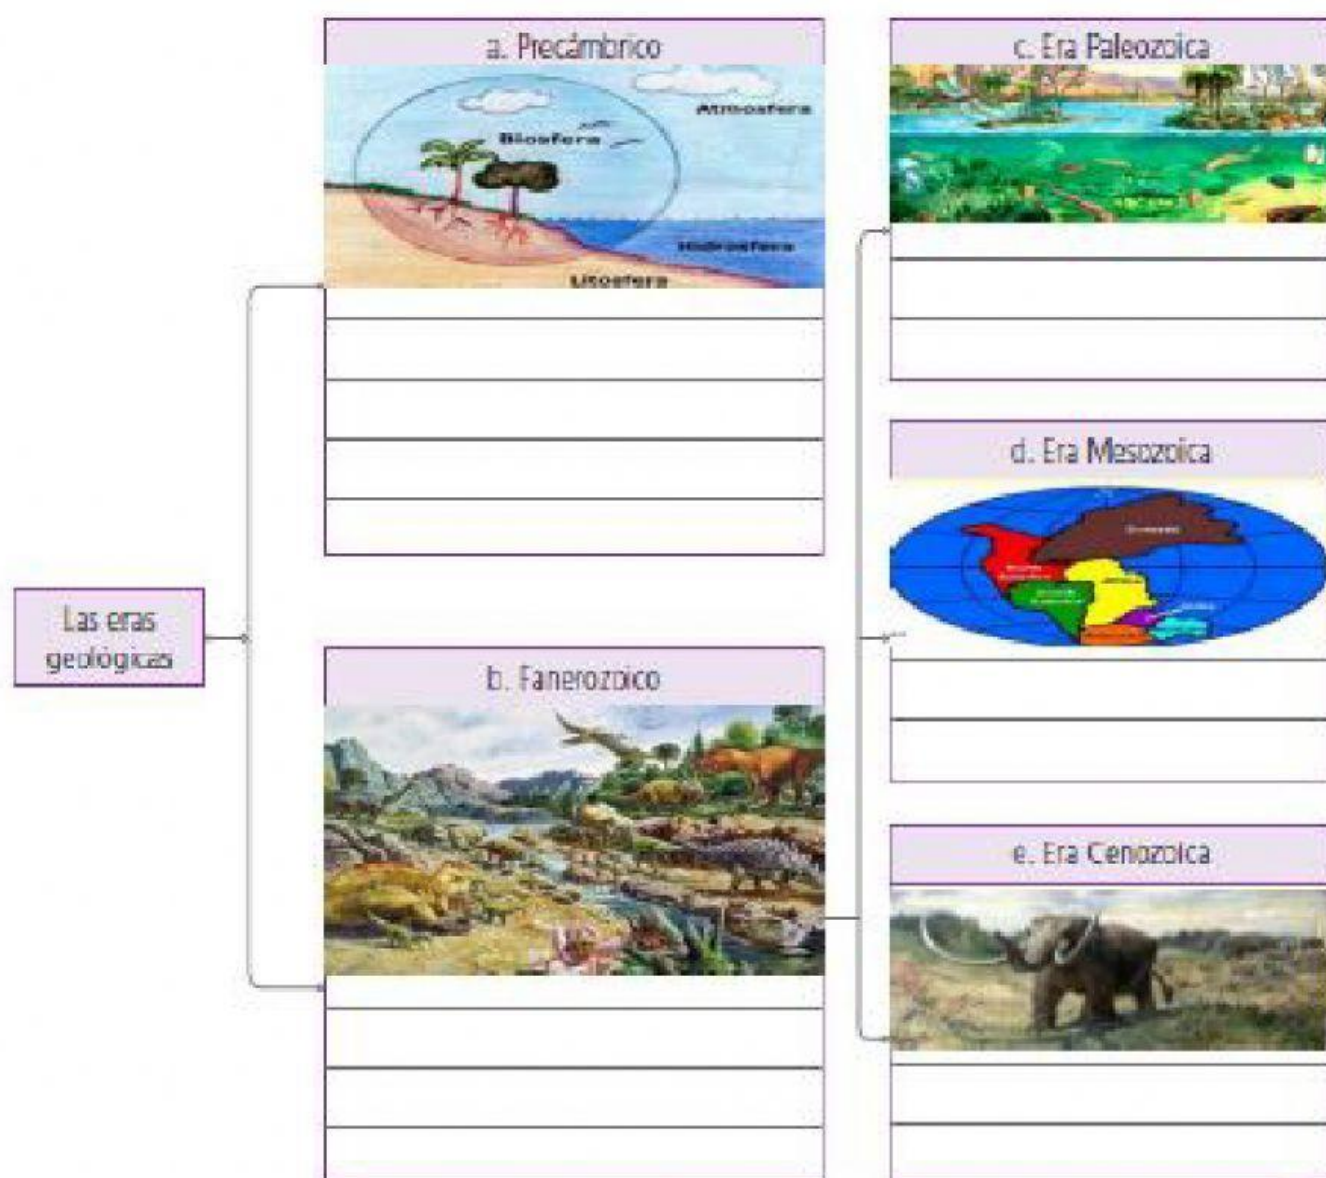 a. Precámbrico
Atmosfera
Biosfera
Hidrosfera
Litosfera
Las eras
geológicas
b. Fanerozoico
c. Era Paleozoica
d. Era Mesozoica
e. Era Cenozoica